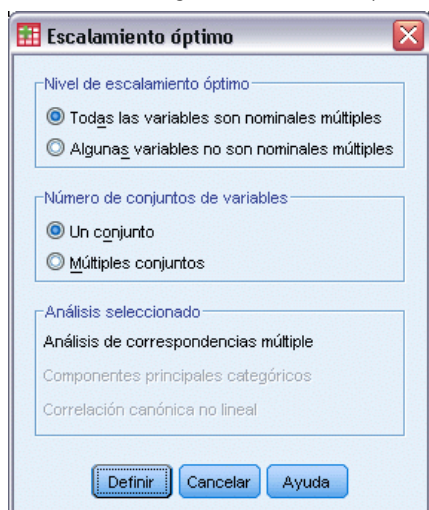 Escalamiento óptimo
Nivel de escalamiento óptimo
Todas las variables son nominales múltiples
Algunas variables no son nominales múltiples
Número de conjuntos de variables
Un conjunto
Múltiples conjuntos
Análisis seleccionado
Análisis de correspondencias múltiple
Componentes principales categóricos
Correlación canónica no lineal
Definir Cancelar Ayuda